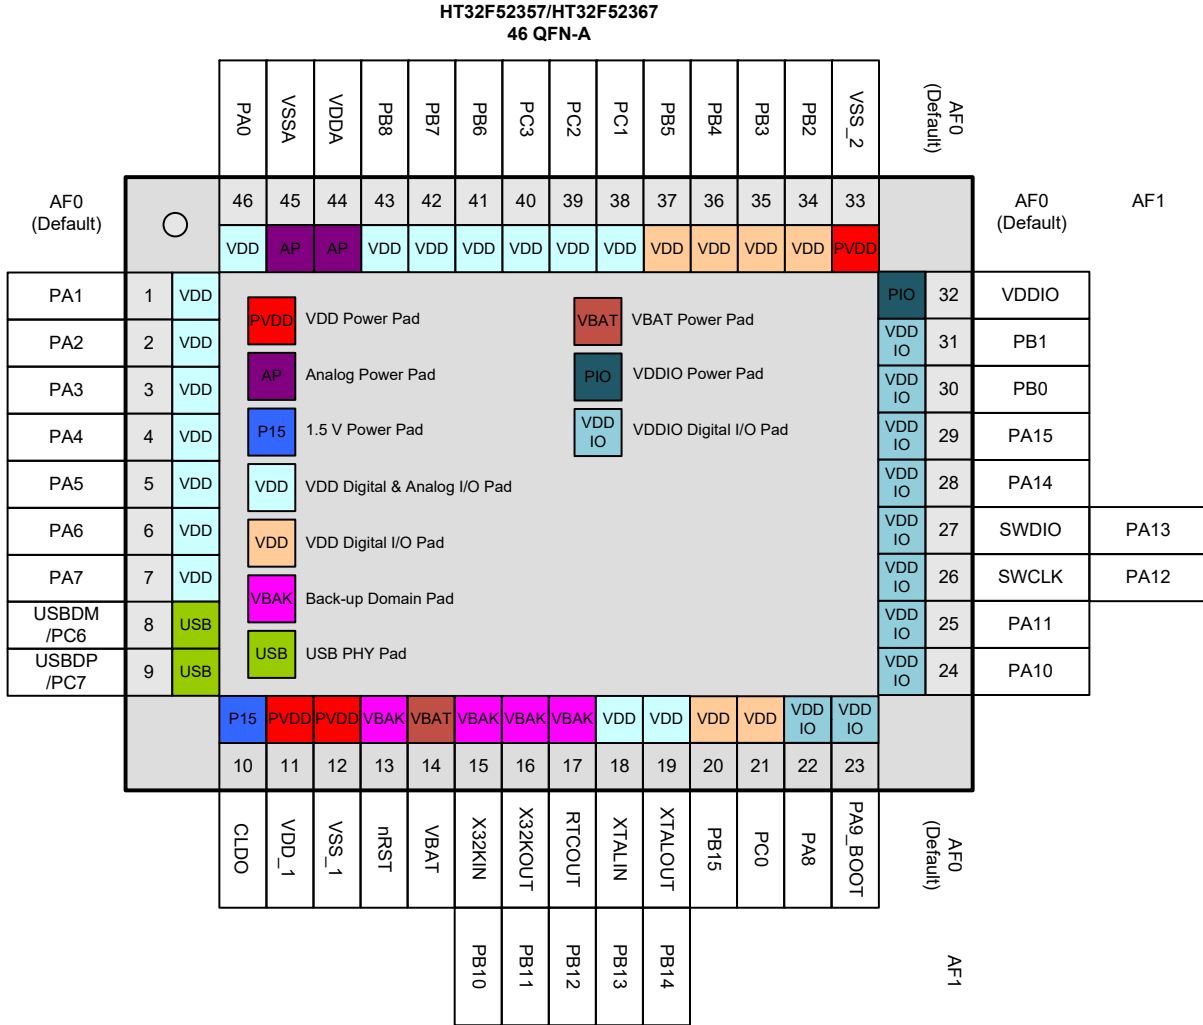 HT32F52357/HT32F52367
46 QFN-A
PA0 VSSA VDDA PB8 PB7 PB6 PC3 PC2 PC1 PB5 PB4 PB3 PB2 VSS_2
AF0
(Default)
AF0
(Default)
46 45 44 43 42 41 40 39 38 37 36 35 34 33
AF0
(Default)
AF1
VDD AP AP VDD VDD VDD VDD VDD VDD VDD VDD VDD VDD PVDD
PA1 1 VDD
PA2 2 VDD
PA3 3 VDD
PA4 4 VDD
PA5 5 VDD
PA6 6 VDD
PA7 7 VDD
USBDM
/PC6
8 USB
USBDP
/PC7
9 USB
PVDD VDD Power Pad
AP Analog Power Pad
P15 1.5 V Power Pad
VDD VDD Digital & Analog I/O Pad
VDD VDD Digital I/O Pad
VBAK Back-up Domain Pad
USB USB PHY Pad
VBAT VBAT Power Pad
PIO VDDIO Power Pad
VDD
IO
VDDIO Digital I/O Pad
PIO 32 VDDIO
VDD
IO
31 PB1
VDD
IO
30 PB0
VDD
IO
29 PA15
VDD
IO
28 PA14
VDD
IO
27 SWDIO PA13
VDD
IO
26 SWCLK PA12
VDD
IO
25 PA11
VDD
IO
24 PA10
P15 PVDD PVDD VBAK VBAT VBAK VBAK VBAK VDD VDD VDD VDD
VDD
IO
VDD
IO
10 11 12 13 14 15 16 17 18 19 20 21 22 23
CLDO VDD_1 VSS_1 nRST VBAT X32KIN X32KOUT RTCOUT XTALIN XTALOUT PB15 PC0 PA8 PA9_BOOT
AF0
(Default)
PB10 PB11 PB12 PB13 PB14
AF1